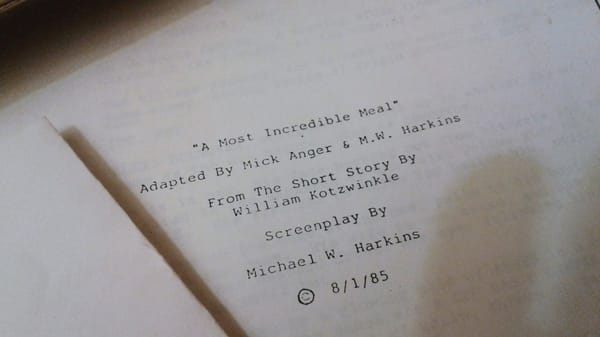 "A Most Incredible Meal"
Adapted By Mick Anger & M.W. Harkins
From The Short Story By
William Kotzwinkle
Screenplay By
Michael W. Harkins
© 8/1/85